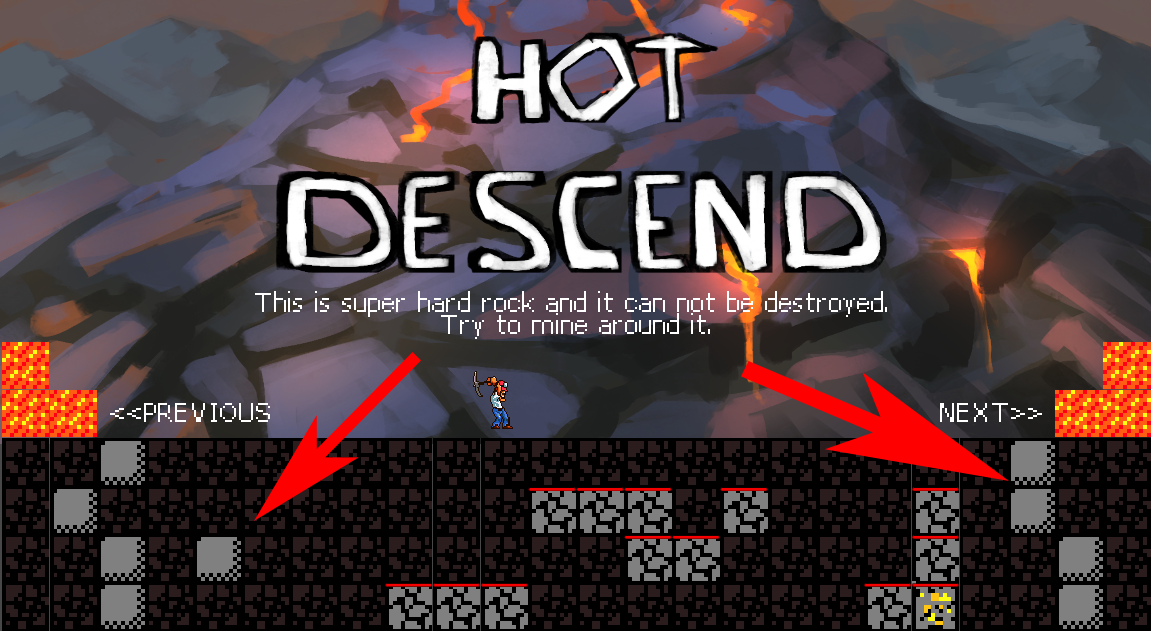 HOT
DESCEND
This is super hard rock and it can not be destroyed.
Try to mine around it.
<<PREVIOUS
NEXT>>